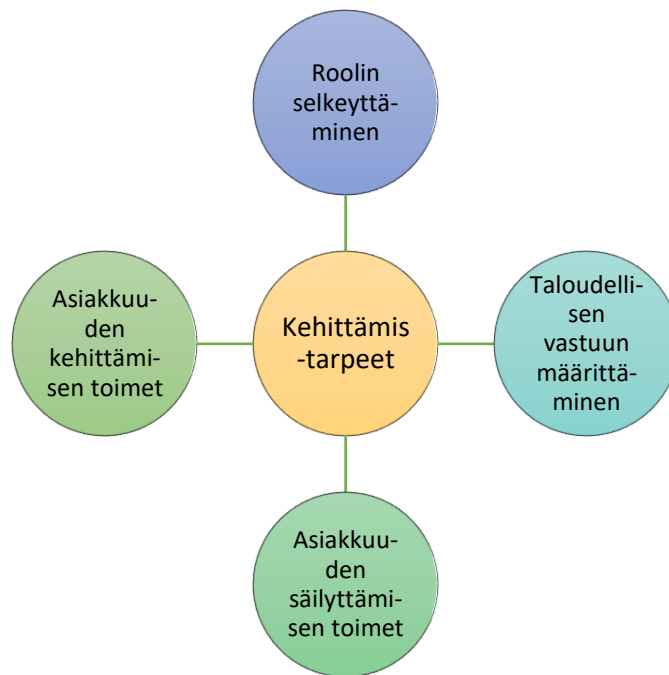 Roolin
selkeyttä-
minen
Asiakkuu-
den
kehittämi-
sen toimet
Kehittämis
-tarpeet
Taloudelli-
sen
vastuun
määrittä-
minen
Asiakkuu-
den
säilyttämi-
sen toimet